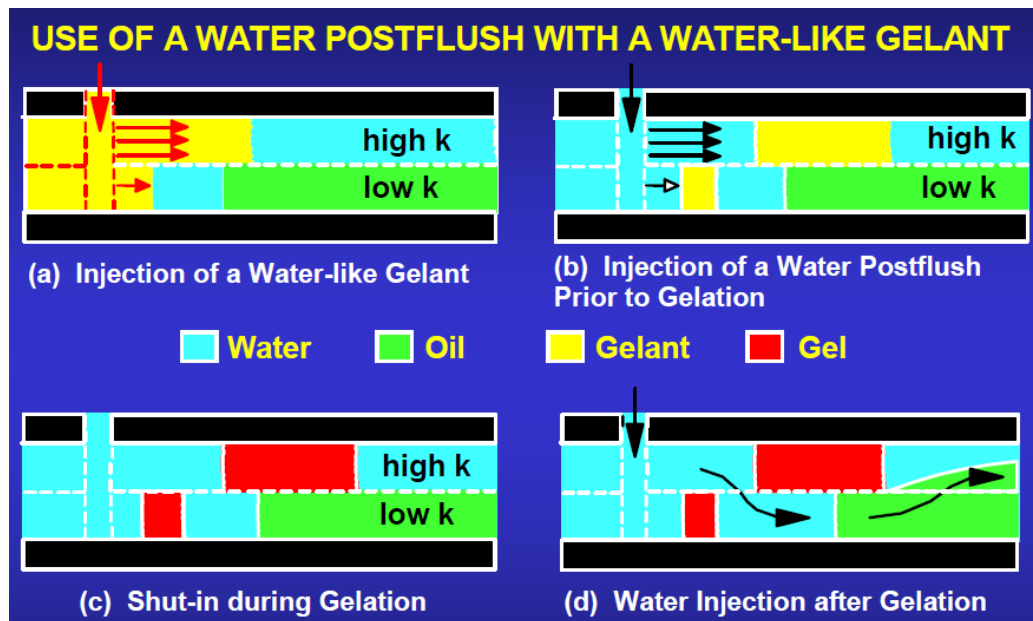 USE OF A WATER POSTFLUSH WITH A WATER-LIKE GELANT
high k
low k
(a) Injection of a Water-like Gelant
high k
low k
(b) Injection of a Water Postflush
Prior to Gelation
Water
Oil
Gelant
Gel
high k
low k
(c) Shut-in during Gelation
(d) Water Injection after Gelation